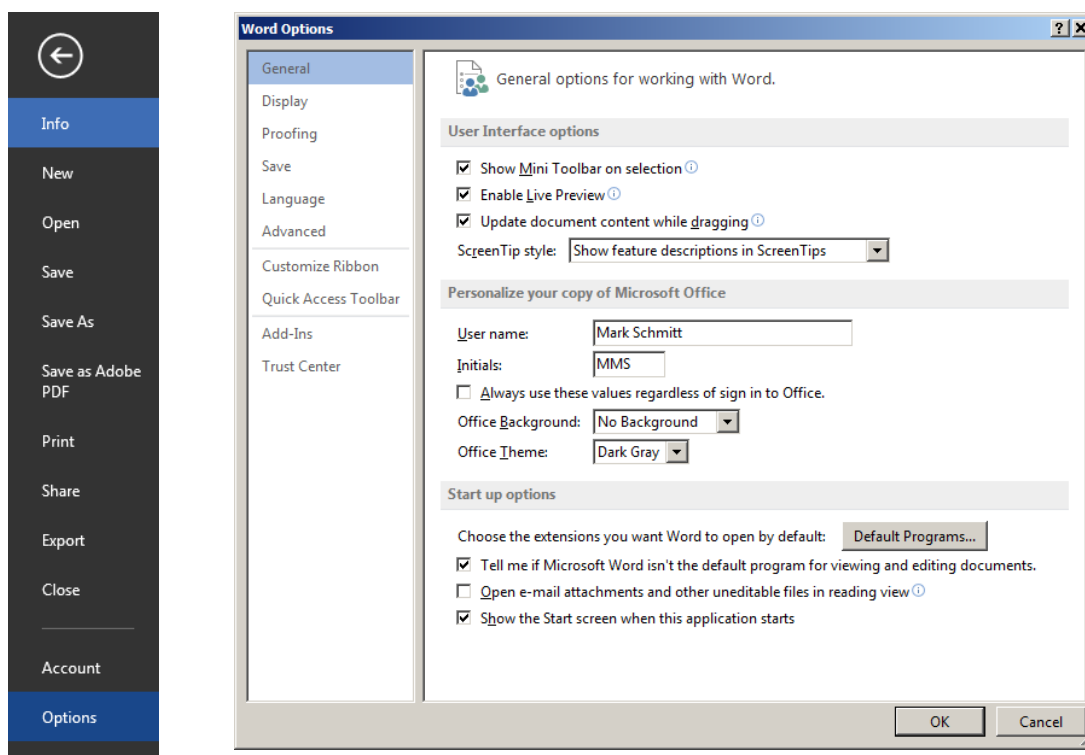 Info
New
Open
Save
Save As
Save as Adobe
PDF
Print
Share
Export
Close
Account
Options
Word Options
General
Display
Proofing
Save
Language
Advanced
Customize Ribbon
Quick Access Toolbar
Add-Ins
Trust Center
General options for working with Word.
User Interface options
Show Mini Toolbar on selection
Enable Live Preview
Update document content while dragging
ScreenTip style: Show feature descriptions in ScreenTips
Personalize your copy of Microsoft Office
User name: Mark Schmitt
Initials: MMS
Always use these values regardless of sign in to Office.
Office Background: No Background
Office Theme: Dark Gray
Start up options
Choose the extensions you want Word to open by default: Default Programs...
Tell me if Microsoft Word isn't the default program for viewing and editing documents.
Open e-mail attachments and other uneditable files in reading view
Show the Start screen when this application starts
OK Cancel